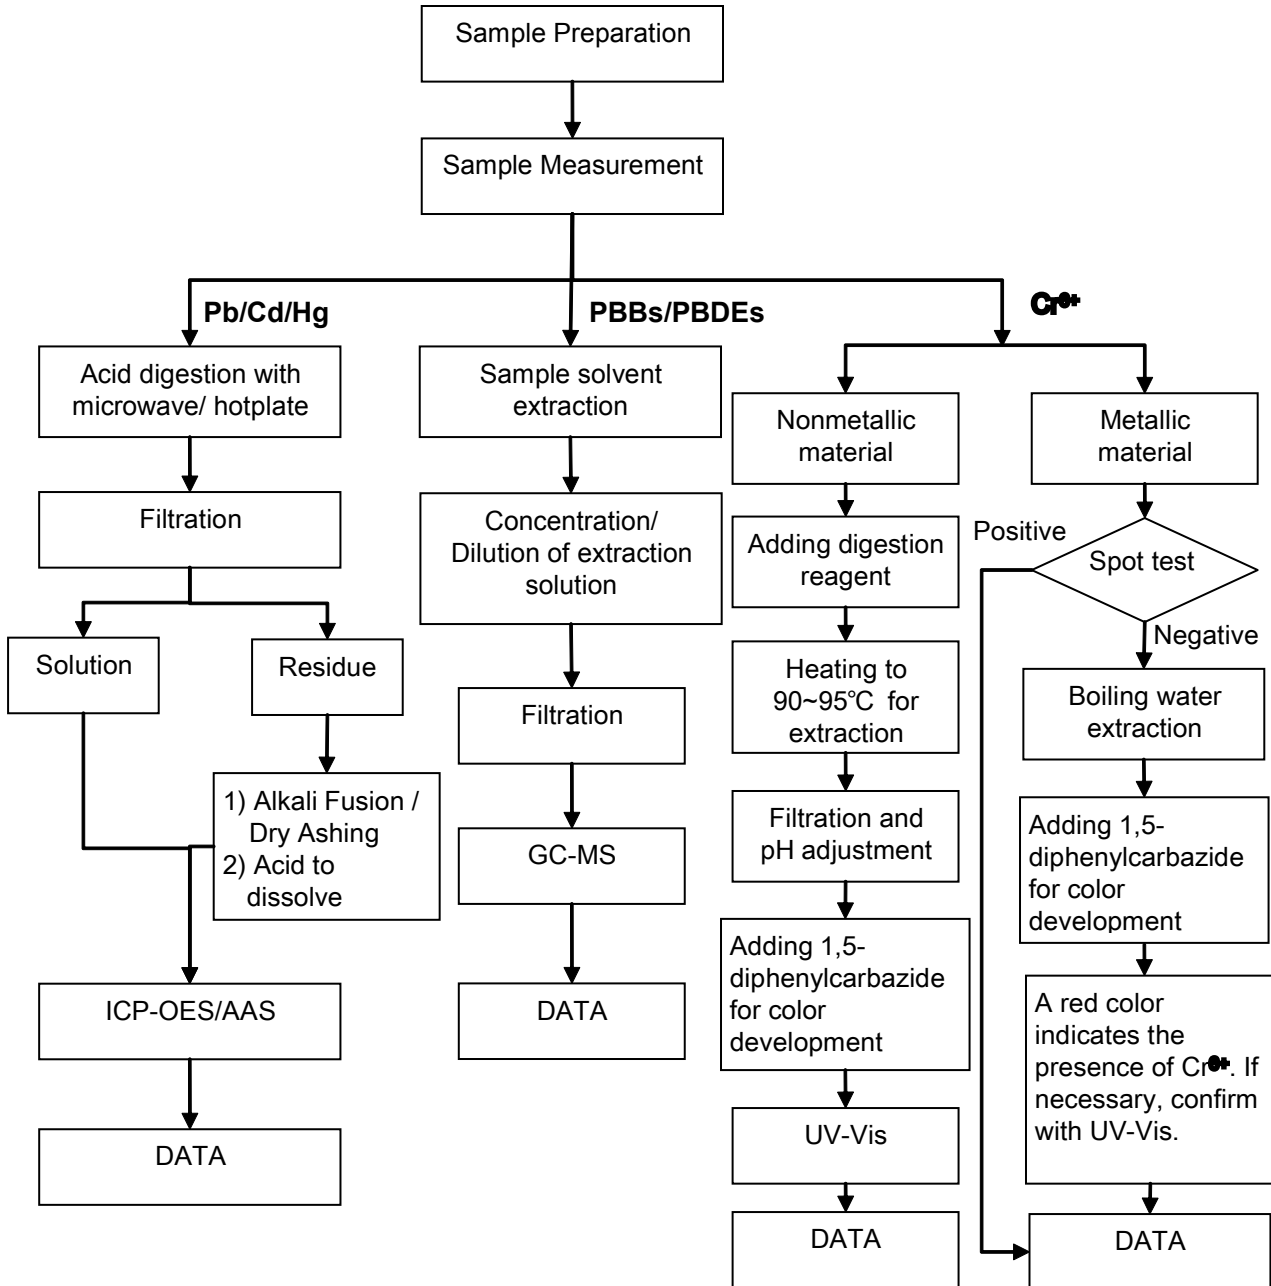 Sample Preparation
Sample Measurement
Pb/Cd/Hg
PBBs/PBDEs
Cr⁶⁺
Acid digestion with
microwave/ hotplate
Filtration
Solution
Residue
1) Alkali Fusion /
Dry Ashing
2) Acid to
dissolve
ICP-OES/AAS
DATA
Sample solvent
extraction
Concentration/
Dilution of extraction
solution
Filtration
GC-MS
DATA
Nonmetallic
material
Adding digestion
reagent
Heating to
90~95℃ for
extraction
Filtration and
pH adjustment
Adding 1,5-
diphenylcarbazide
for color
development
UV-Vis
DATA
Metallic
material
Positive
Spot test
Negative
Boiling water
extraction
Adding 1,5-
diphenylcarbazide
for color
development
A red color
indicates the
presence of Cr⁶⁺. If
necessary, confirm
with UV-Vis.
DATA